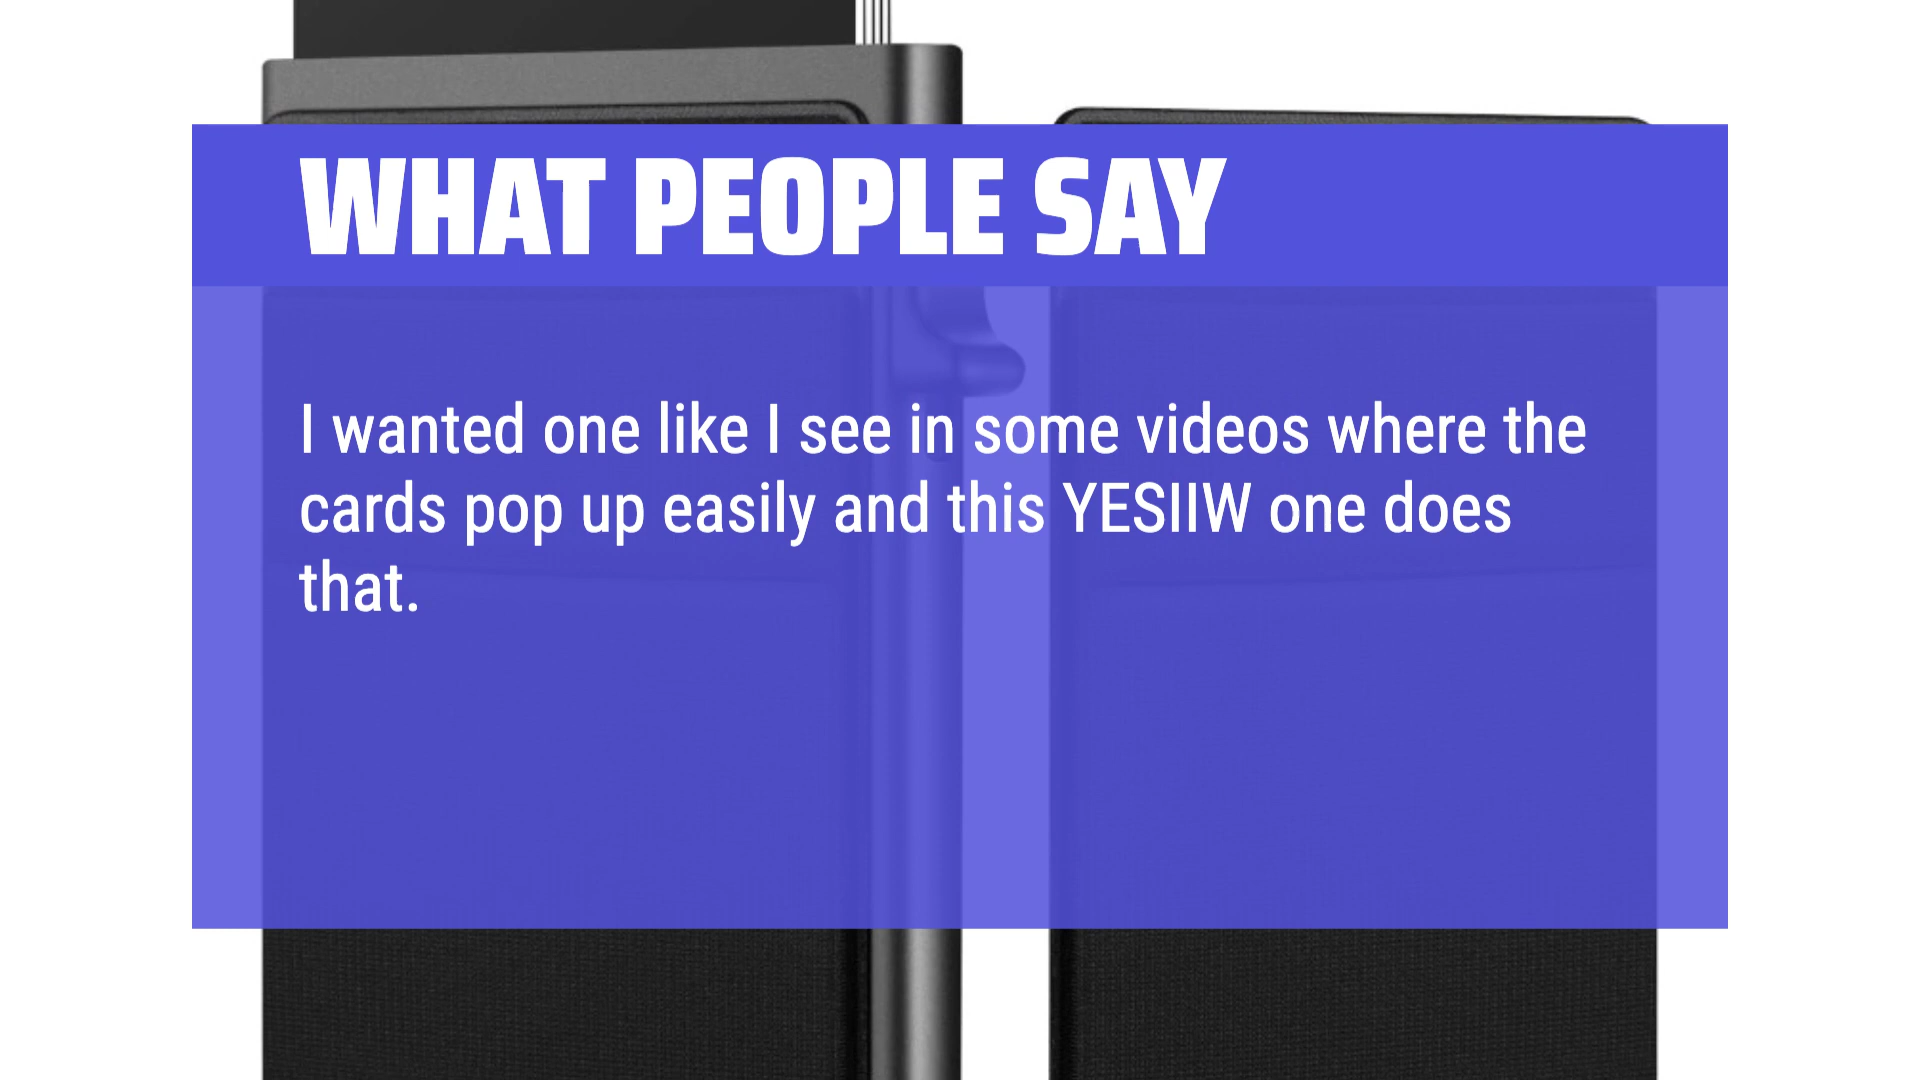 WHAT PEOPLE SAY
I wanted one like I see in some videos where the
cards pop up easily and this YESIIW one does
that.